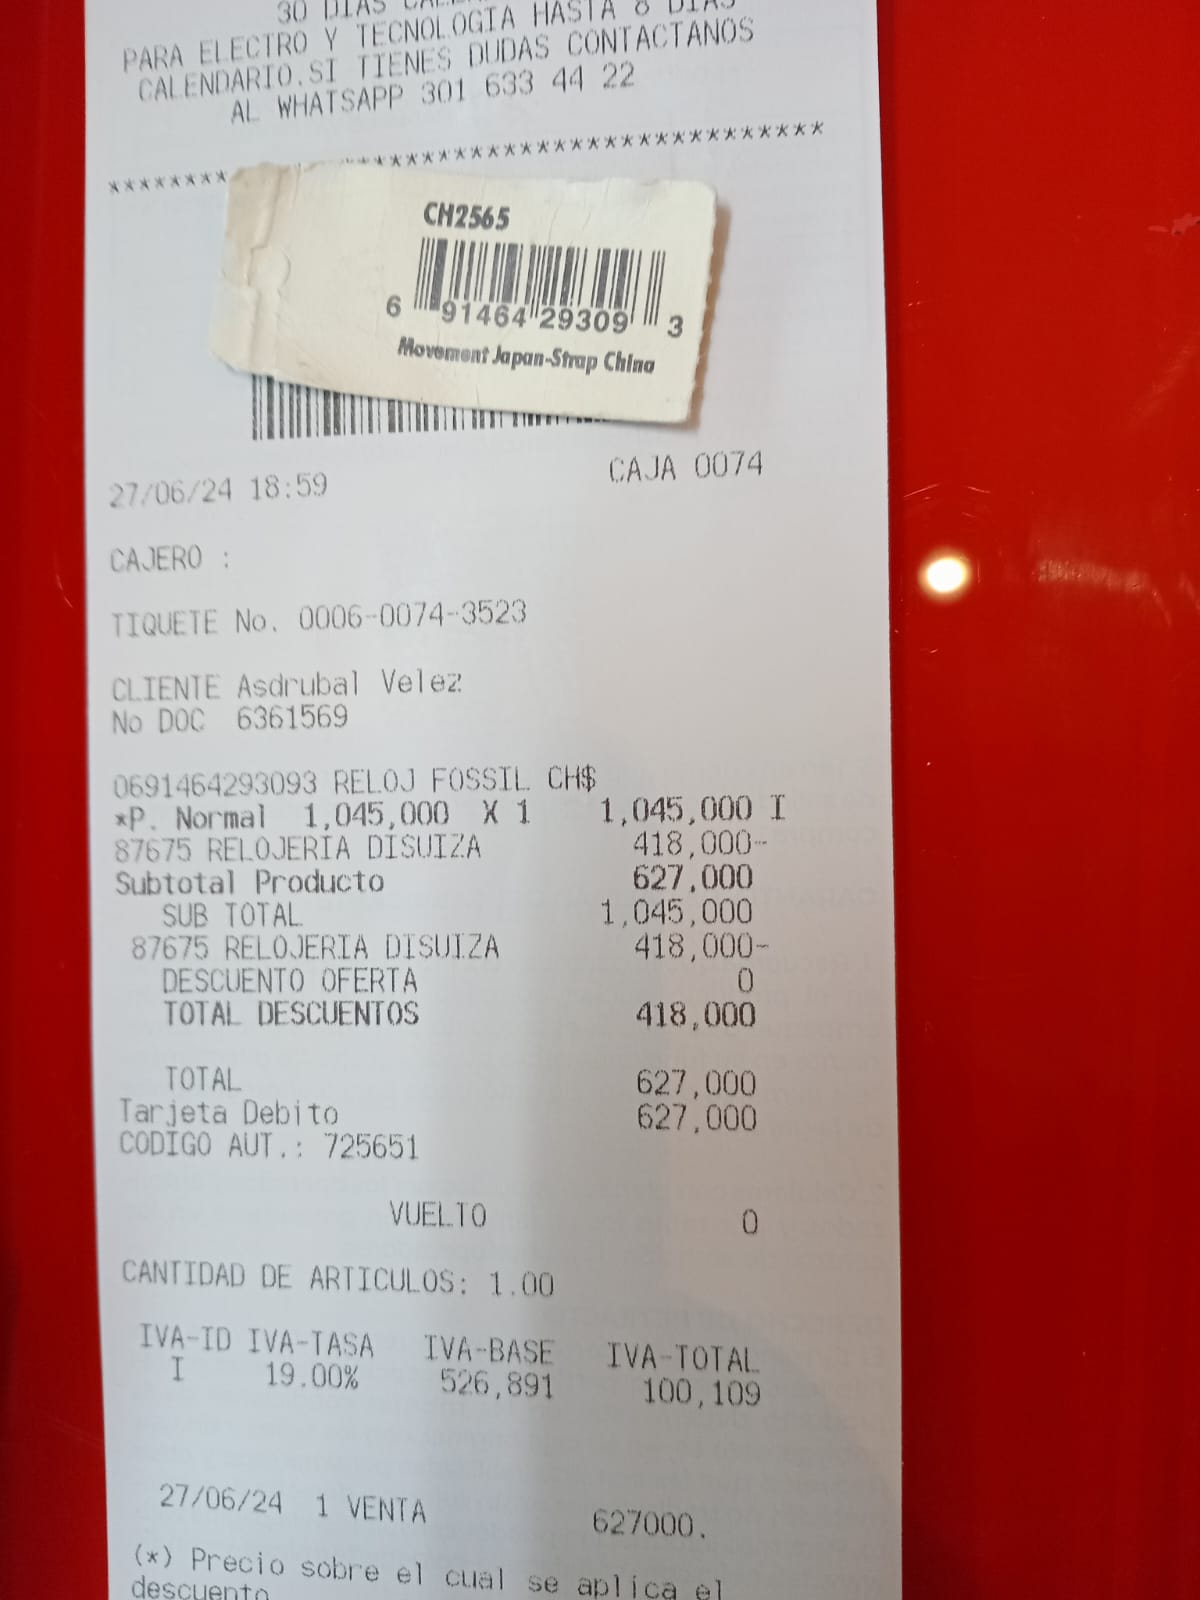 30 DIAS
PARA ELECTRO Y TECNOLOGIA HASTA 8 DIAS
CALENDARIO.SI TIENES DUDAS CONTACTANOS
AL WHATSAPP 301 633 44 22
CH2565
6 91464 29309 3
Movement Japan-Strap China
27/06/24 18:59 CAJA 0074
CAJERO :
TIQUETE No. 0006-0074-3523
CLIENTE Asdrubal Velez
No DOC 6361569
0691464293093 RELOJ FOSSIL CH$
*P. Normal 1,045,000 X 1 1,045,000 I
87675 RELOJERIA DISUIZA 418,000-
Subtotal Producto 627,000
SUB TOTAL 1,045,000
87675 RELOJERIA DISUIZA 418,000-
DESCUENTO OFERTA 0
TOTAL DESCUENTOS 418,000
TOTAL 627,000
Tarjeta Debito 627,000
CODIGO AUT.: 725651
VUELTO 0
CANTIDAD DE ARTICULOS: 1.00
IVA-ID IVA-TASA IVA-BASE IVA-TOTAL
I 19.00% 526,891 100,109
27/06/24 1 VENTA 627000.
(*) Precio sobre el cual se aplica el
descuento